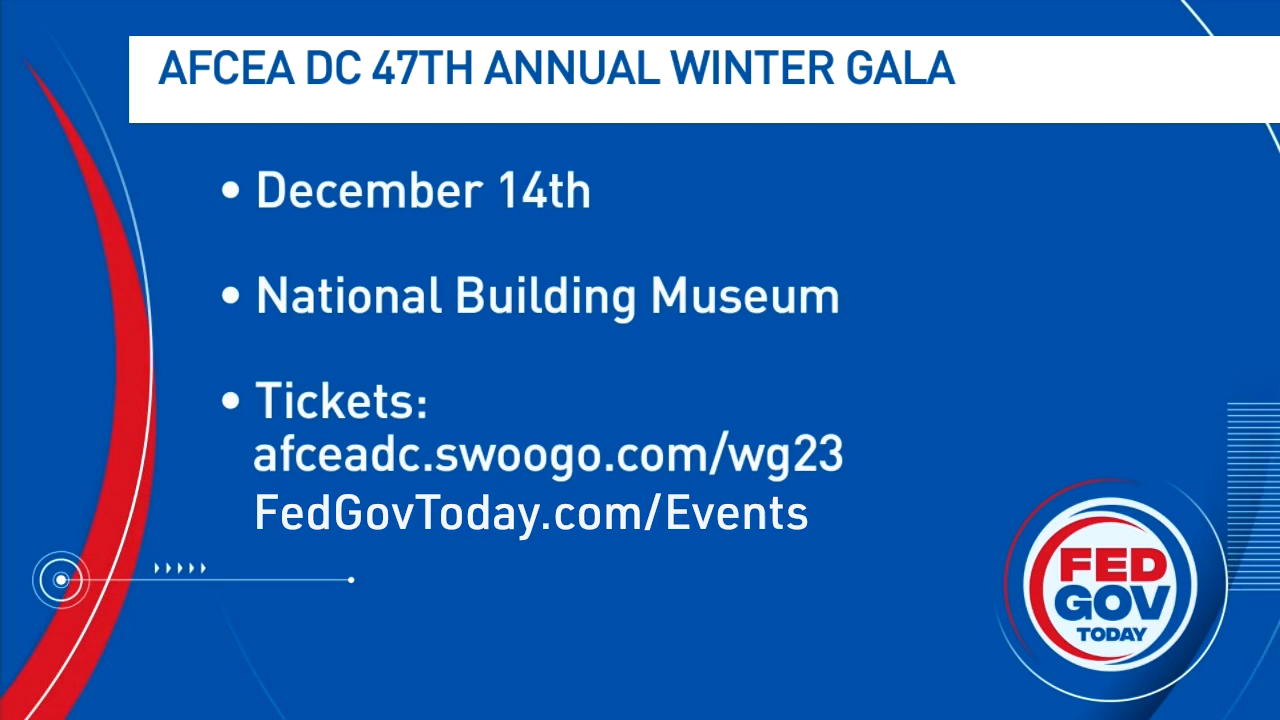 AFCEA DC 47TH ANNUAL WINTER GALA
• December 14th
• National Building Museum
• Tickets:
afceadc.swoogo.com/wg23
FedGovToday.com/Events
FED
GOV
TODAY